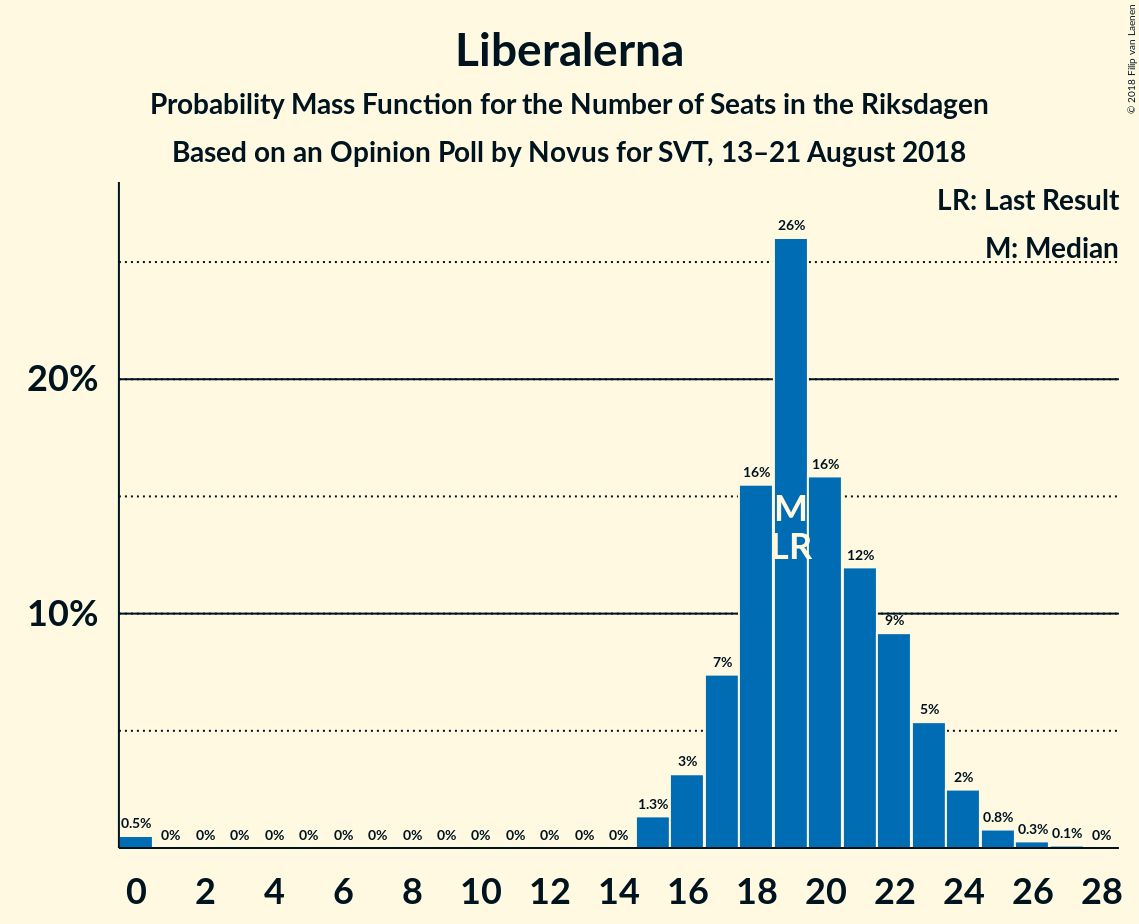 Liberalerna
Probability Mass Function for the Number of Seats in the Riksdagen
Based on an Opinion Poll by Novus for SVT, 13–21 August 2018
© 2018 Filip van Laenen
LR: Last Result
M: Median
20%
10%
0.5% 0% 0% 0% 0% 0% 0% 0% 0% 0% 0% 0% 0% 0% 0% 1.3% 3% 7% 16% 26% 16% 12% 9% 5% 2% 0.8% 0.3% 0.1% 0%
M
LR
0 2 4 6 8 10 12 14 16 18 20 22 24 26 28